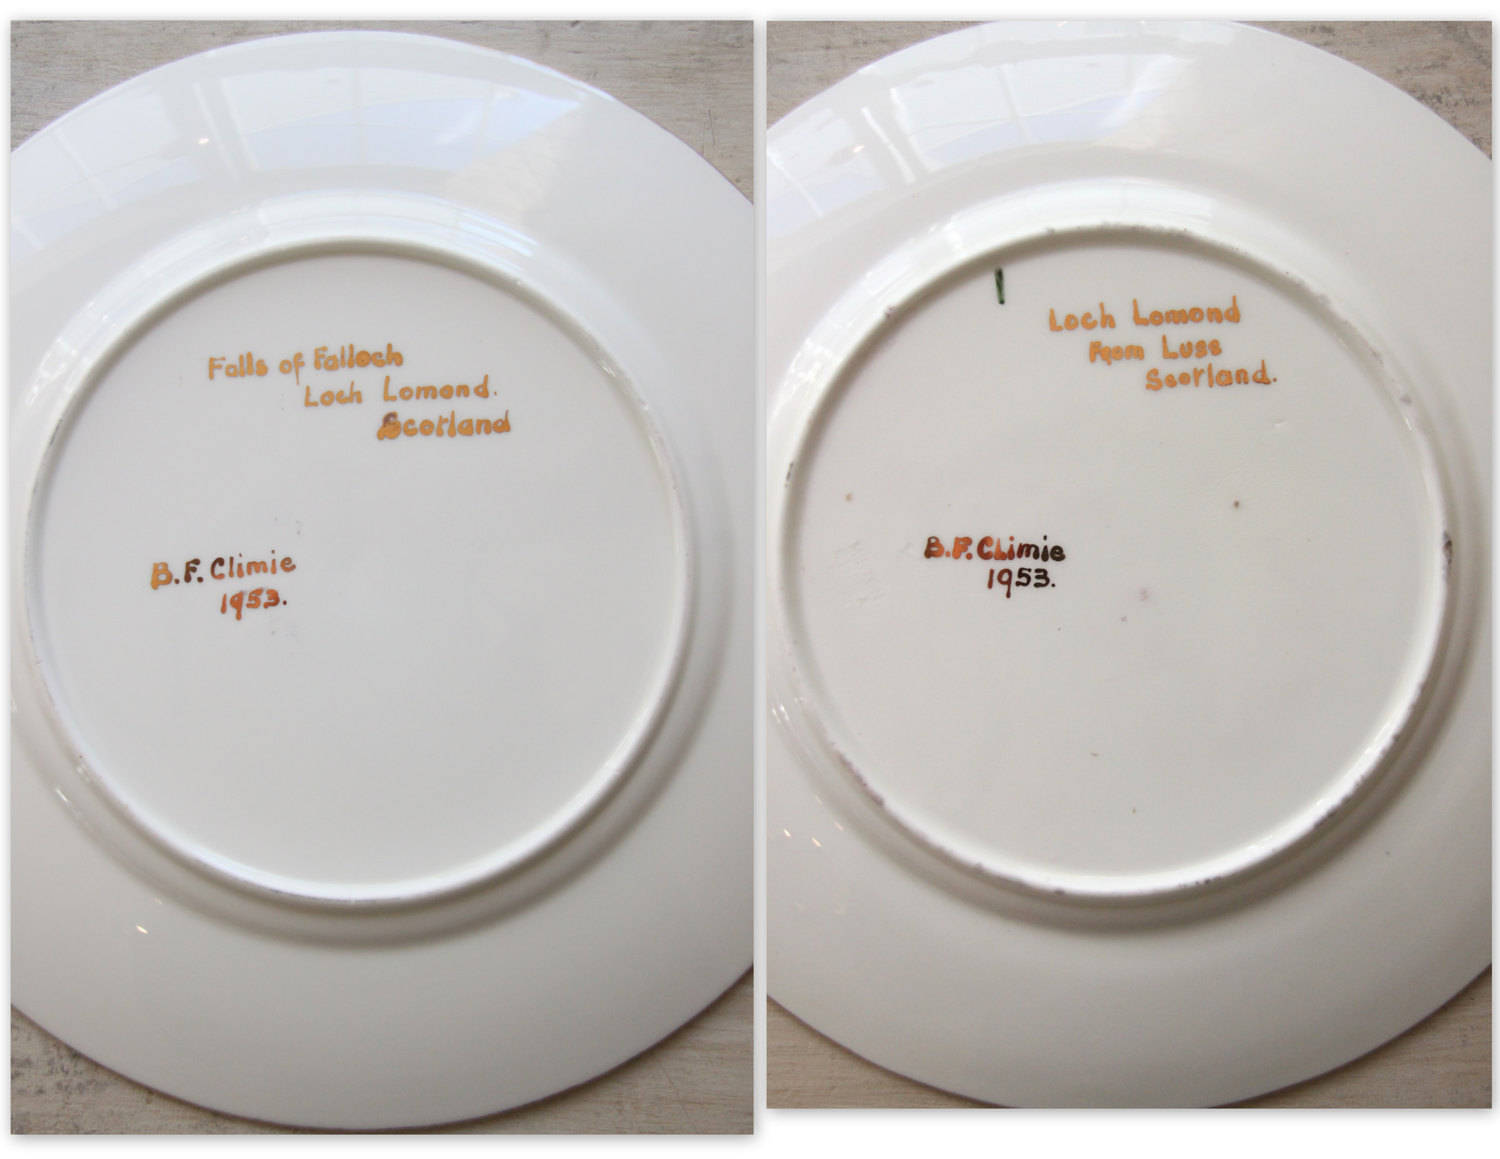 Falls of Falloch
Loch Lomond.
Scotland
B.F. Climie
1953.
Loch Lomond
From Luss
Scotland.
B.F. Climie
1953.